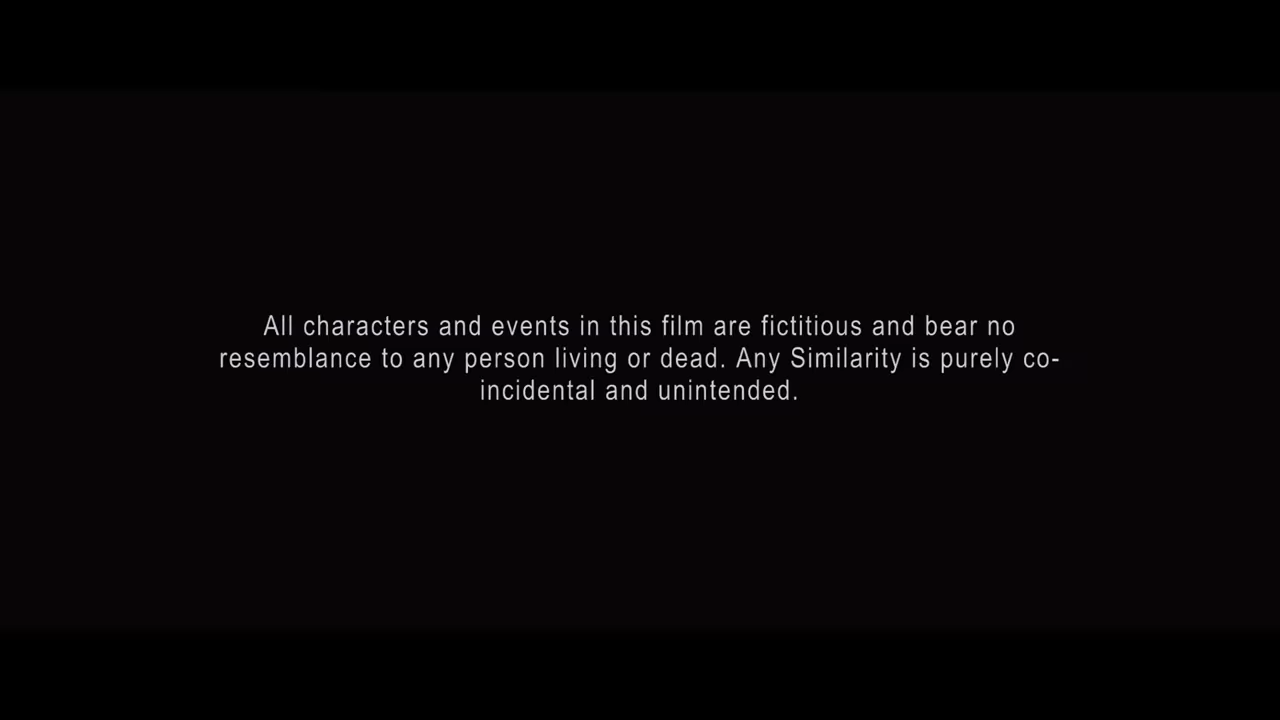 All characters and events in this film are fictitious and bear no
resemblance to any person living or dead. Any Similarity is purely co-
incidental and unintended.